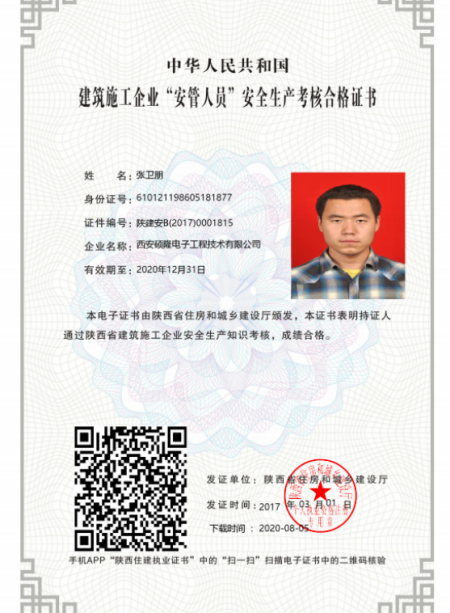 中华人民共和国
建筑施工企业“安管人员”安全生产考核合格证书
姓 名：张卫朋
身份证号：610121198605181877
证件编号：陕建安B(2017)0001815
企业名称：西安硕隆电子工程技术有限公司
有效期至：2020年12月31日
本电子证书由陕西省住房和城乡建设厅颁发，本证书表明持证人
通过陕西省建筑施工企业安全生产知识考核，成绩合格。
发证单位：陕西省住房和城乡建设厅
发证时间：2017 年 03 月 01 日
下载时间：2020-08-05
手机APP“陕西住建执业证书”中的“扫一扫”扫描电子证书中的二维码核验